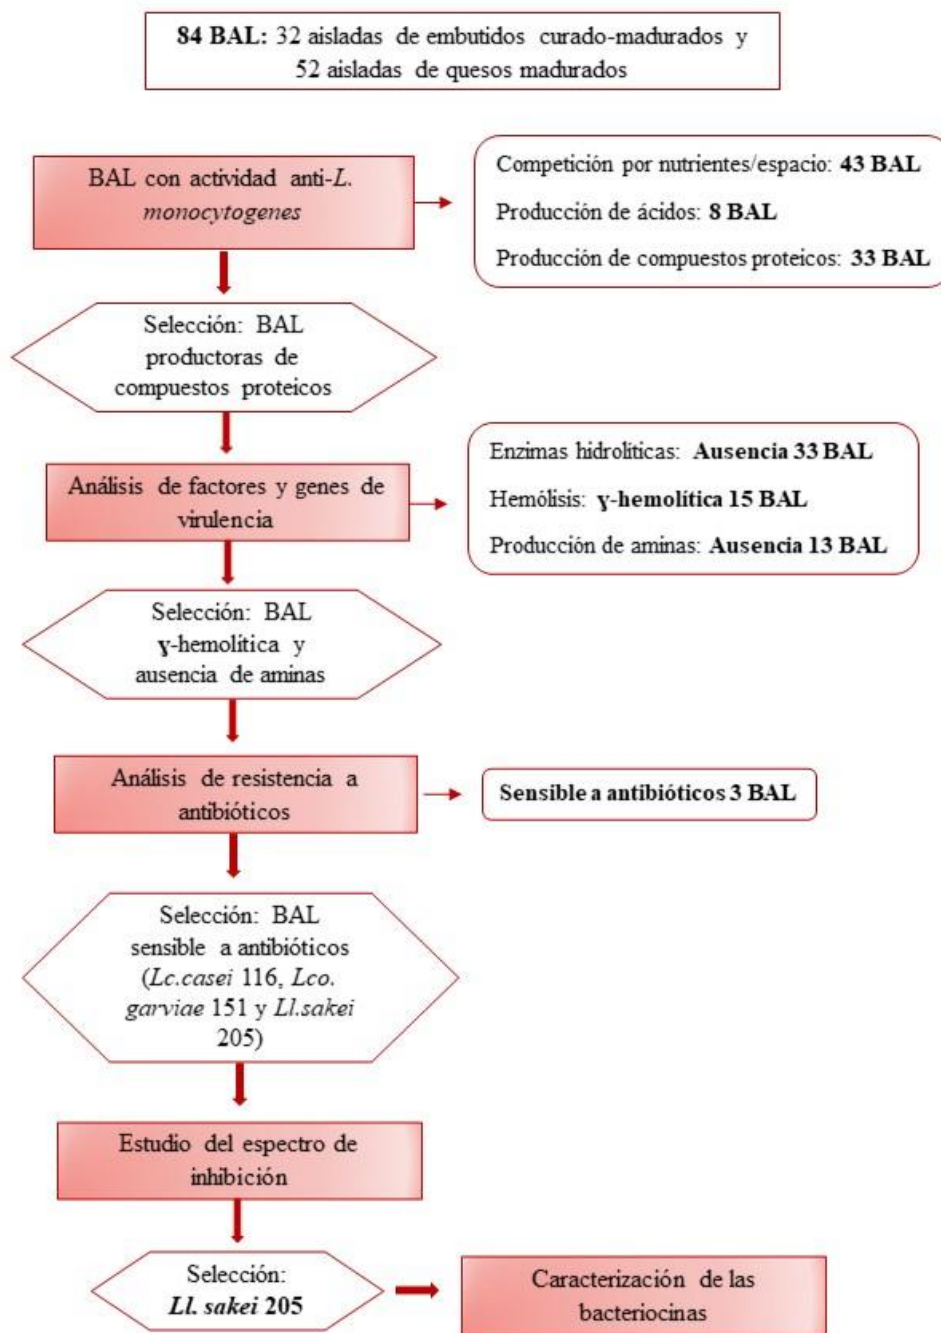 84 BAL: 32 aisladas de embutidos curado-madurados y
52 aisladas de quesos madurados
BAL con actividad anti-L.
monocytogenes
Competición por nutrientes/espacio: 43 BAL
Producción de ácidos: 8 BAL
Producción de compuestos proteicos: 33 BAL
Selección: BAL
productoras de
compuestos proteicos
Análisis de factores y genes de
virulencia
Enzimas hidrolíticas: Ausencia 33 BAL
Hemólisis: ɣ-hemolítica 15 BAL
Producción de aminas: Ausencia 13 BAL
Selección: BAL
ɣ-hemolítica y
ausencia de aminas
Análisis de resistencia a
antibióticos
Sensible a antibióticos 3 BAL
Selección: BAL
sensible a antibióticos
(Lc.casei 116, Lco.
garviae 151 y Ll.sakei
205)
Estudio del espectro de
inhibición
Selección:
Ll. sakei 205
Caracterización de las
bacteriocinas